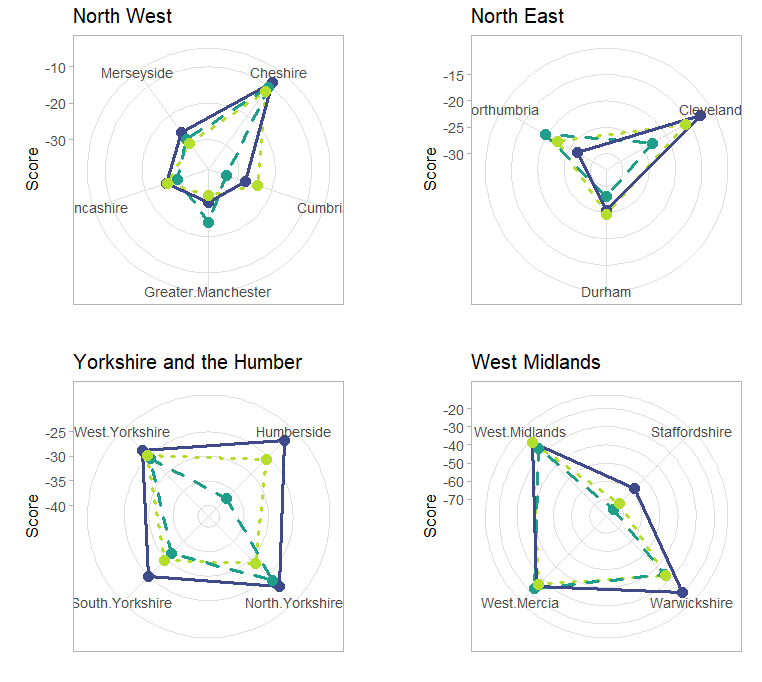 North West
North East
-10
-20
-30
Score
Merseyside
Cheshire
ncashire
Cumbri
Greater.Manchester
-15
-20
-25
-30
Score
orthumbria
Cleveland
Durham
Yorkshire and the Humber
West Midlands
-25
-30
-35
-40
Score
West.Yorkshire
Humberside
South.Yorkshire
North.Yorkshire
-20
-30
-40
-50
-60
-70
Score
West.Midlands
Staffordshire
West.Mercia
Warwickshire